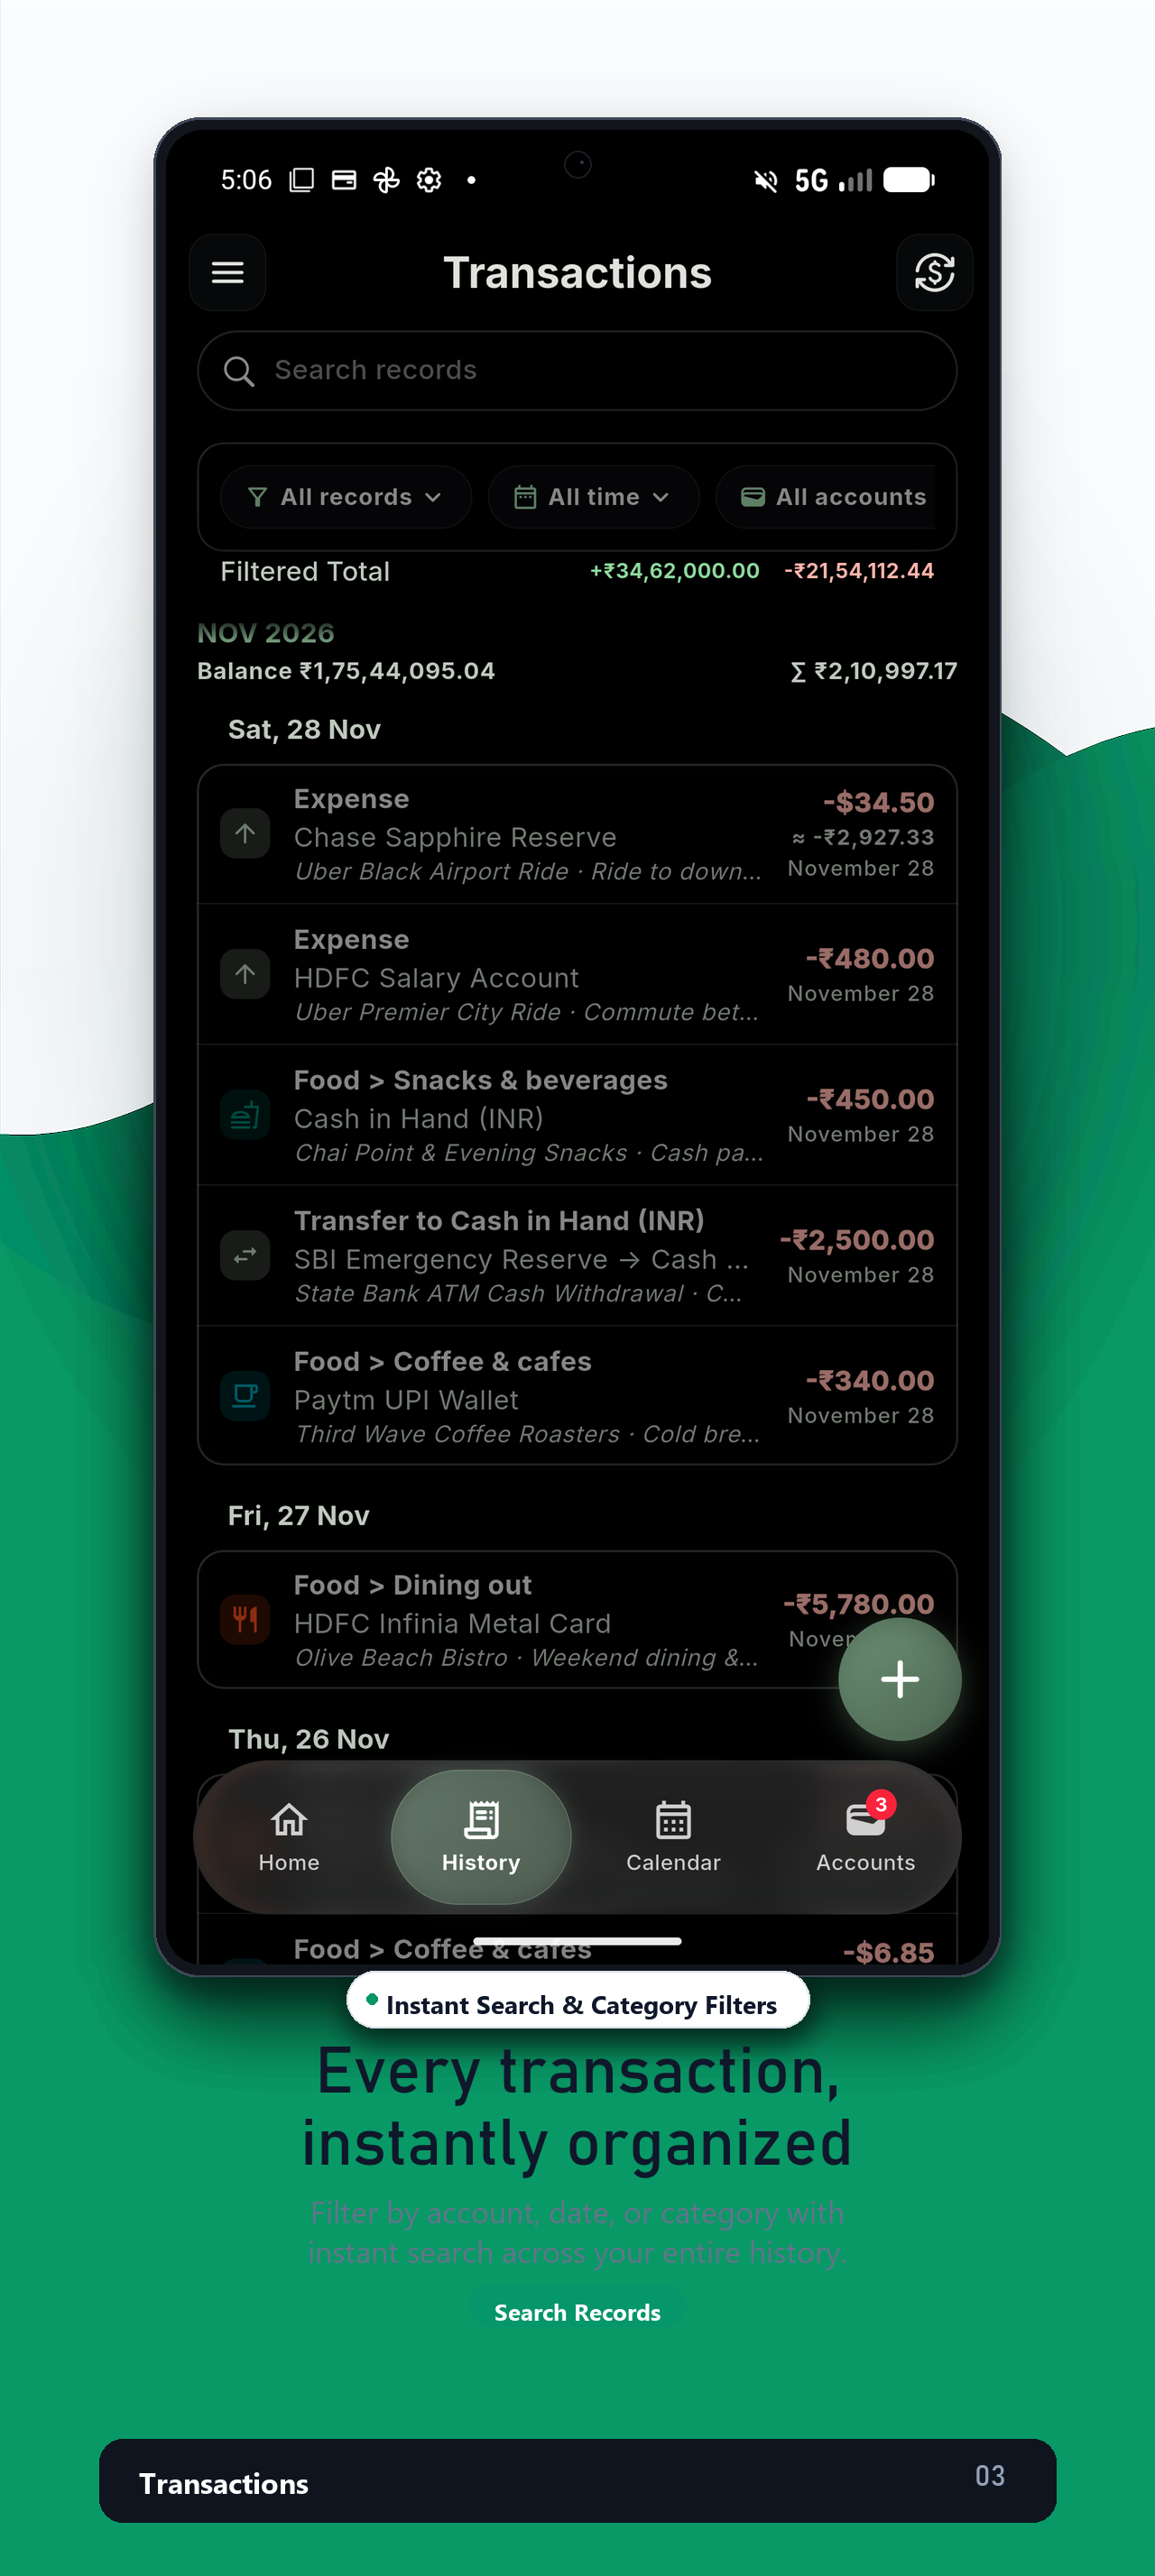 5:06
5G
Transactions
Search records
All records
All time
All accounts
Filtered Total +₹34,62,000.00 -₹21,54,112.44
NOV 2026
Balance ₹1,75,44,095.04 ∑ ₹2,10,997.17
Sat, 28 Nov
Expense
-$34.50
Chase Sapphire Reserve
≈ -₹2,927.33
Uber Black Airport Ride · Ride to down...
November 28
Expense
-₹480.00
HDFC Salary Account
November 28
Uber Premier City Ride · Commute bet...
Food > Snacks & beverages
-₹450.00
Cash in Hand (INR)
November 28
Chai Point & Evening Snacks · Cash pa...
Transfer to Cash in Hand (INR)
-₹2,500.00
SBI Emergency Reserve → Cash ...
November 28
State Bank ATM Cash Withdrawal · C...
Food > Coffee & cafes
-₹340.00
Paytm UPI Wallet
November 28
Third Wave Coffee Roasters · Cold bre...
Fri, 27 Nov
Food > Dining out
-₹5,780.00
HDFC Infinia Metal Card
Novem
Olive Beach Bistro · Weekend dining &...
Thu, 26 Nov
3
Home
History
Calendar
Accounts
Food > Coffee & cafes
-$6.85
Instant Search & Category Filters
Every transaction,
instantly organized
Filter by account, date, or category with
instant search across your entire history.
Search Records
Transactions
03